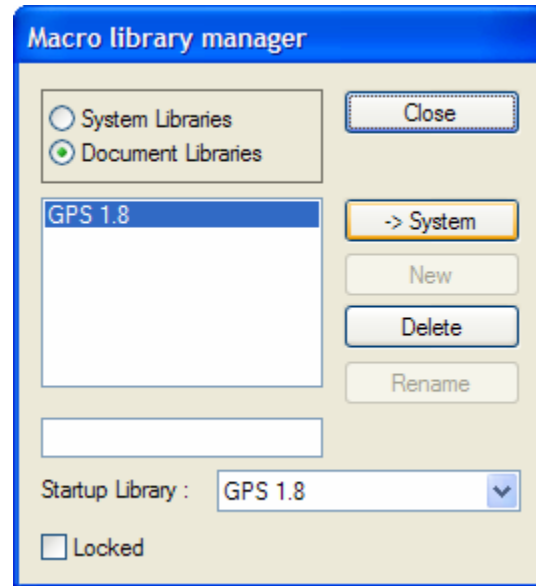 Macro library manager
System Libraries
Document Libraries
Close
GPS 1.8
-> System
New
Delete
Rename
Startup Library : GPS 1.8
Locked